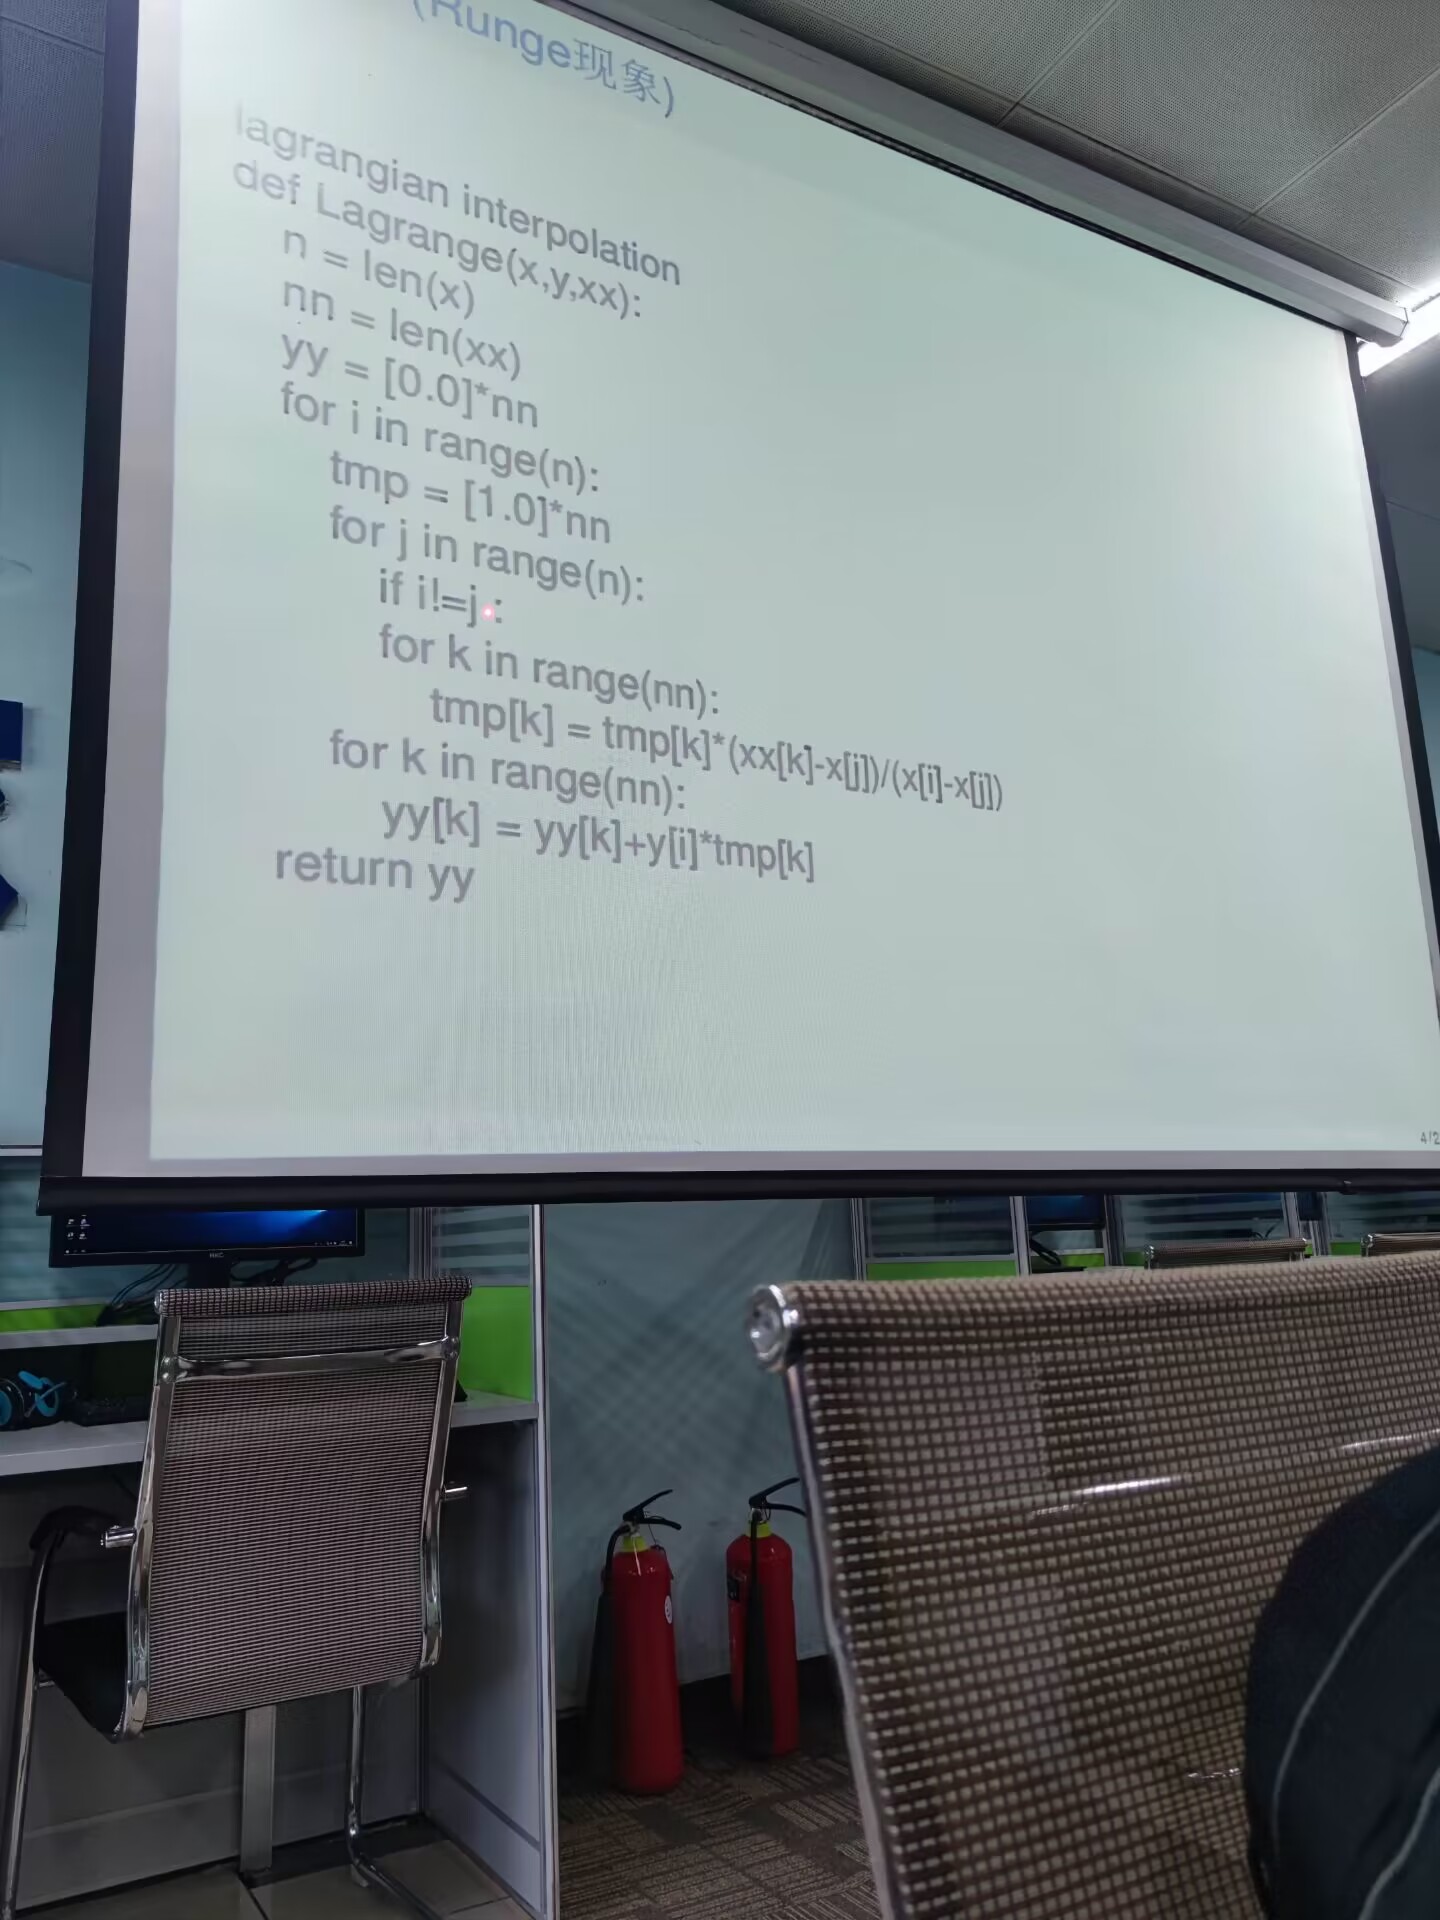 (Runge现象)
lagrangian interpolation
def Lagrange(x,y,xx):
n = len(x)
nn = len(xx)
yy = [0.0]*nn
for i in range(n):
tmp = [1.0]*nn
for j in range(n):
if i!=j :
for k in range(nn):
tmp[k] = tmp[k]*(xx[k]-x[j])/(x[i]-x[j])
for k in range(nn):
yy[k] = yy[k]+y[i]*tmp[k]
return yy
4/2
HKC